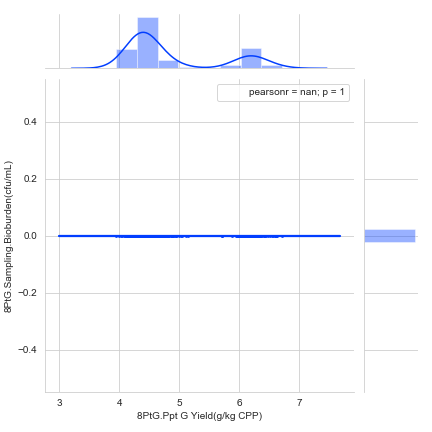 pearsonr = nan; p = 1
0.4
0.2
0.0
−0.2
−0.4
8PtG.Sampling.Bioburden(cfu/mL)
3 4 5 6 7
8PtG.Ppt G Yield(g/kg CPP)